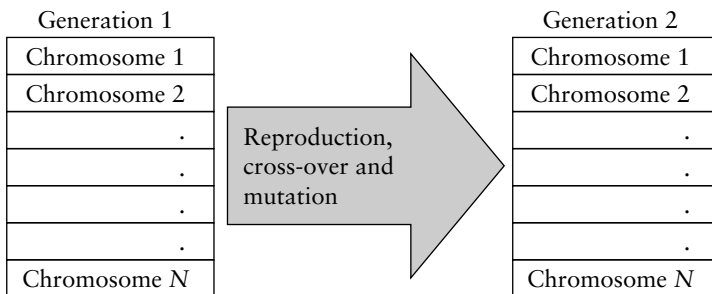 Generation 1
Chromosome 1
Chromosome 2
.
.
.
.
Chromosome N
Reproduction,
cross-over and
mutation
Generation 2
Chromosome 1
Chromosome 2
.
.
.
.
Chromosome N